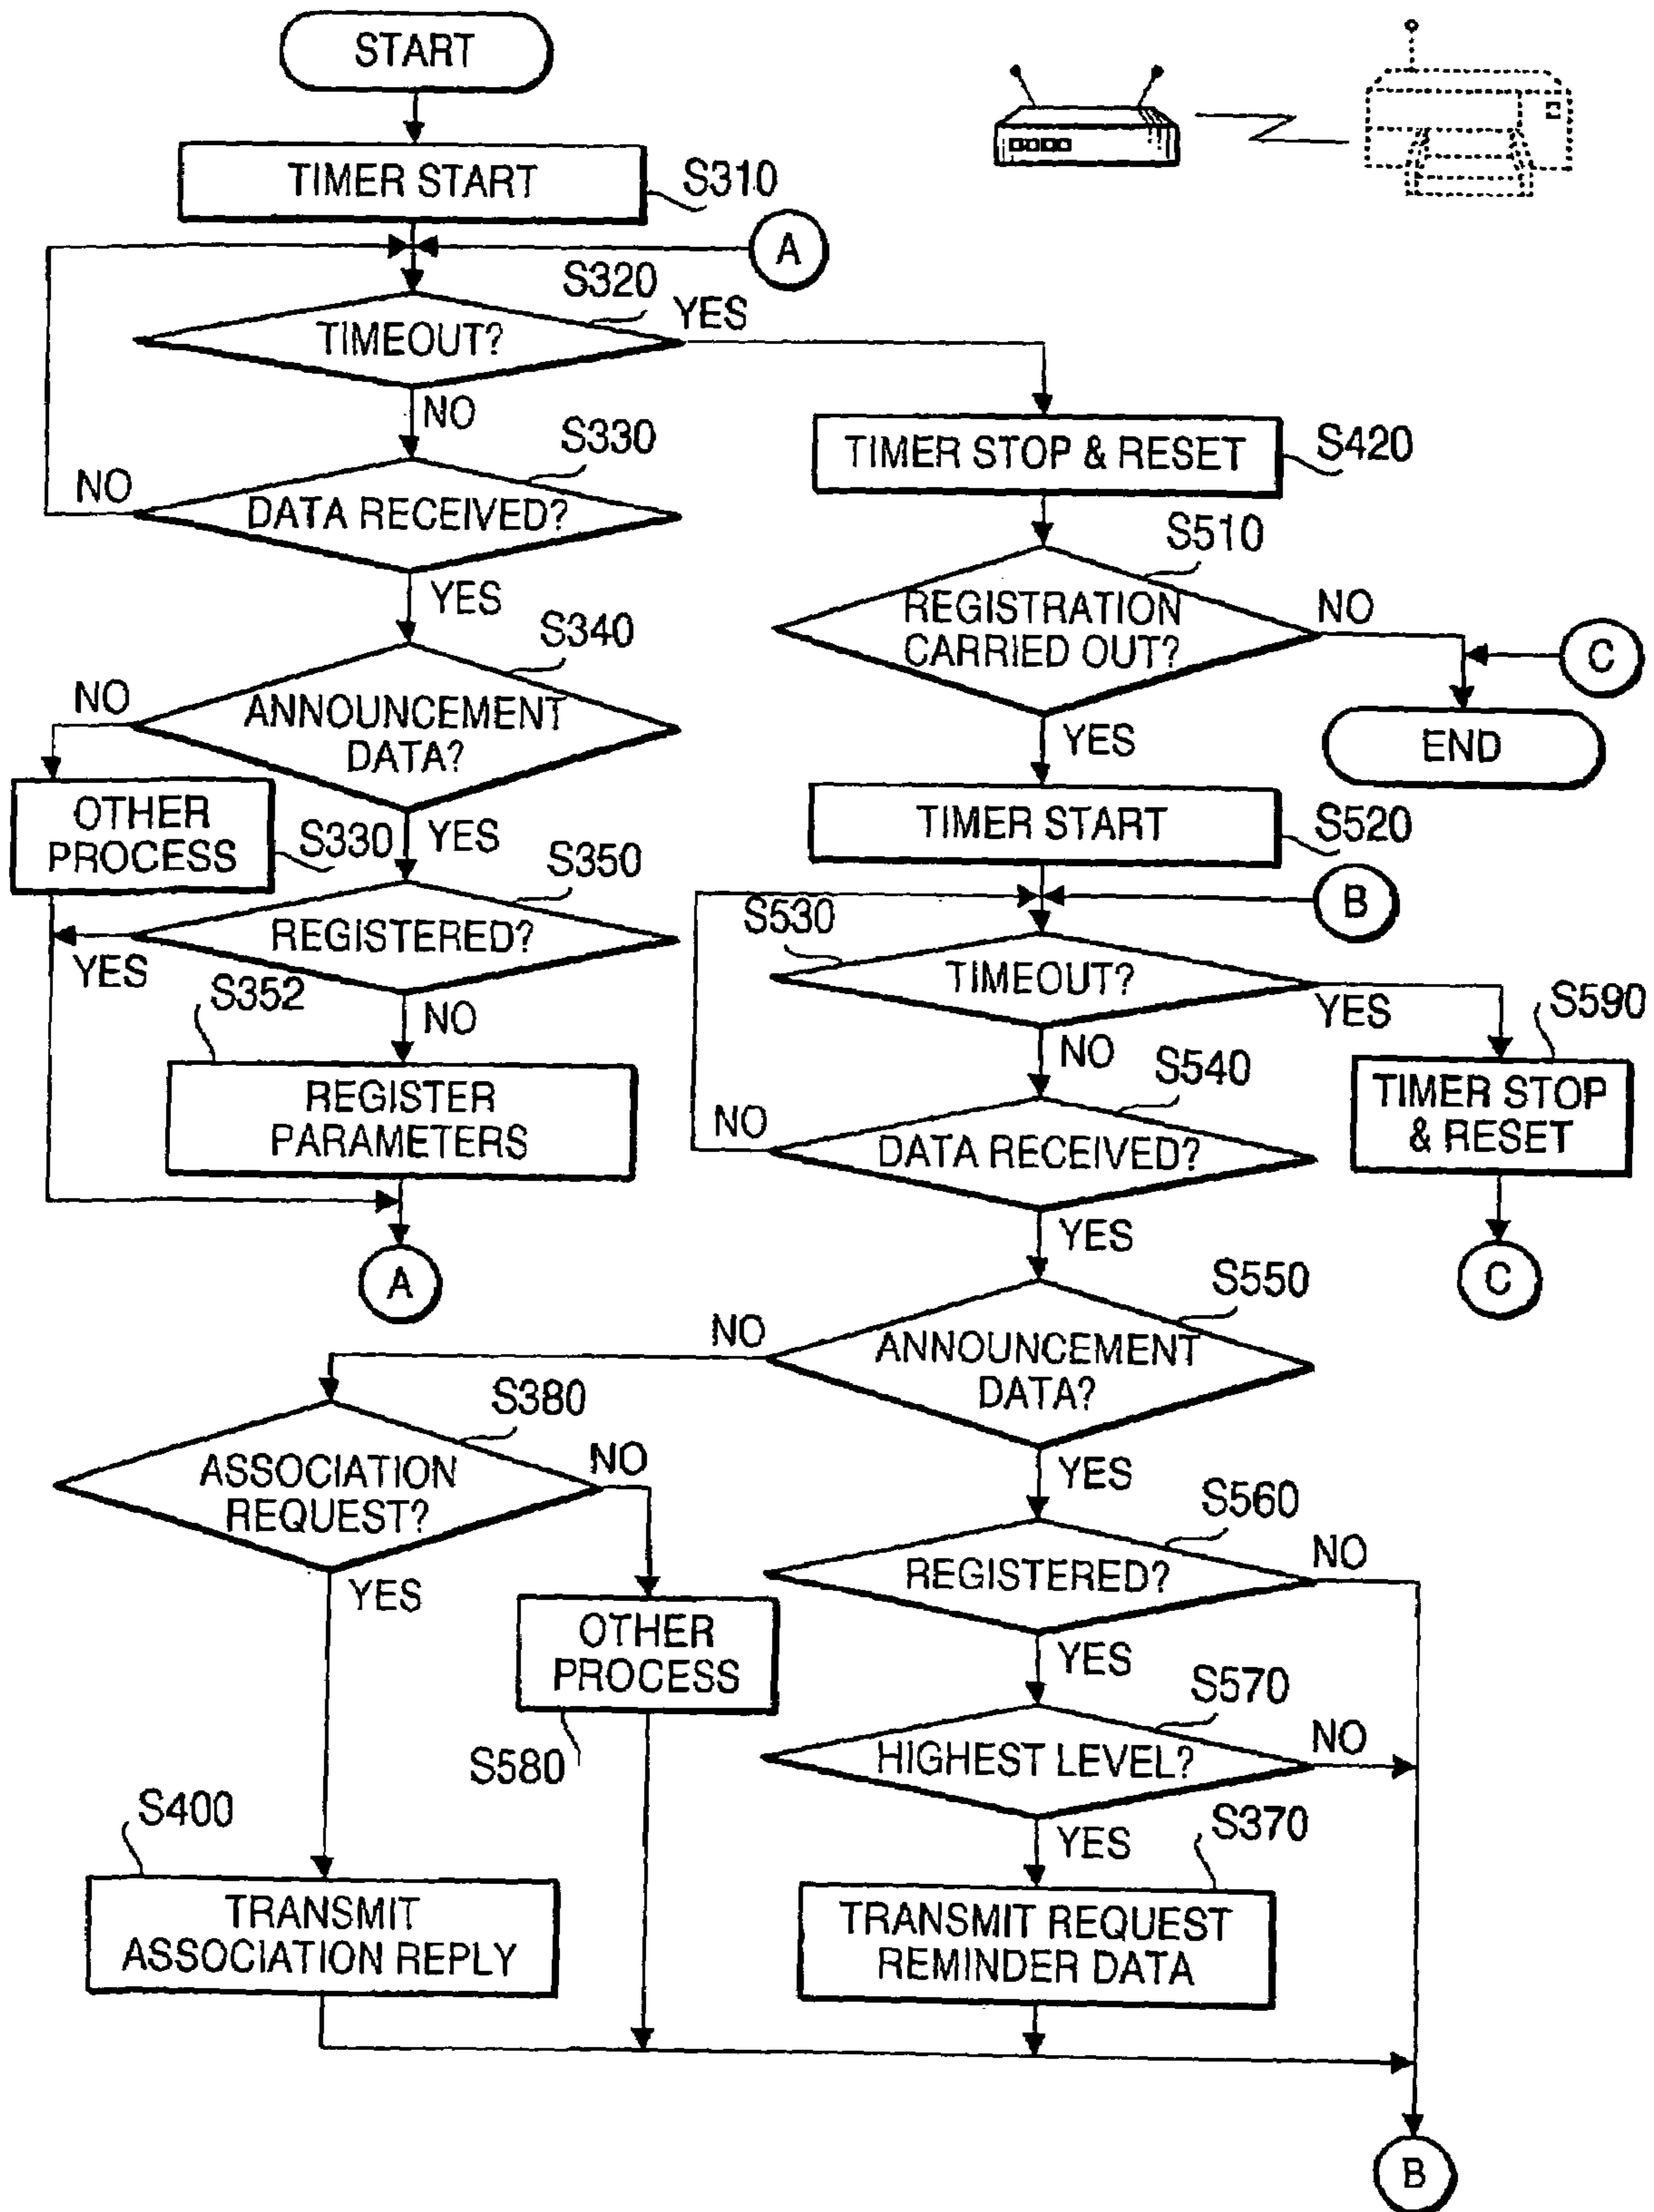 START
TIMER START
S310
A
S320
TIMEOUT?
YES
NO
S330
DATA RECEIVED?
NO
YES
S340
ANNOUNCEMENT
DATA?
NO
YES
OTHER
PROCESS
S330
S350
REGISTERED?
YES
NO
S352
REGISTER
PARAMETERS
A
TIMER STOP & RESET
S420
S510
REGISTRATION
CARRIED OUT?
NO
C
END
YES
TIMER START
S520
B
S530
TIMEOUT?
YES
S590
TIMER STOP
& RESET
C
NO
S540
DATA RECEIVED?
NO
YES
S550
ANNOUNCEMENT
DATA?
NO
YES
S380
ASSOCIATION
REQUEST?
NO
YES
OTHER
PROCESS
S580
S400
TRANSMIT
ASSOCIATION REPLY
S560
REGISTERED?
NO
YES
S570
HIGHEST LEVEL?
NO
YES
S370
TRANSMIT REQUEST
REMINDER DATA
B